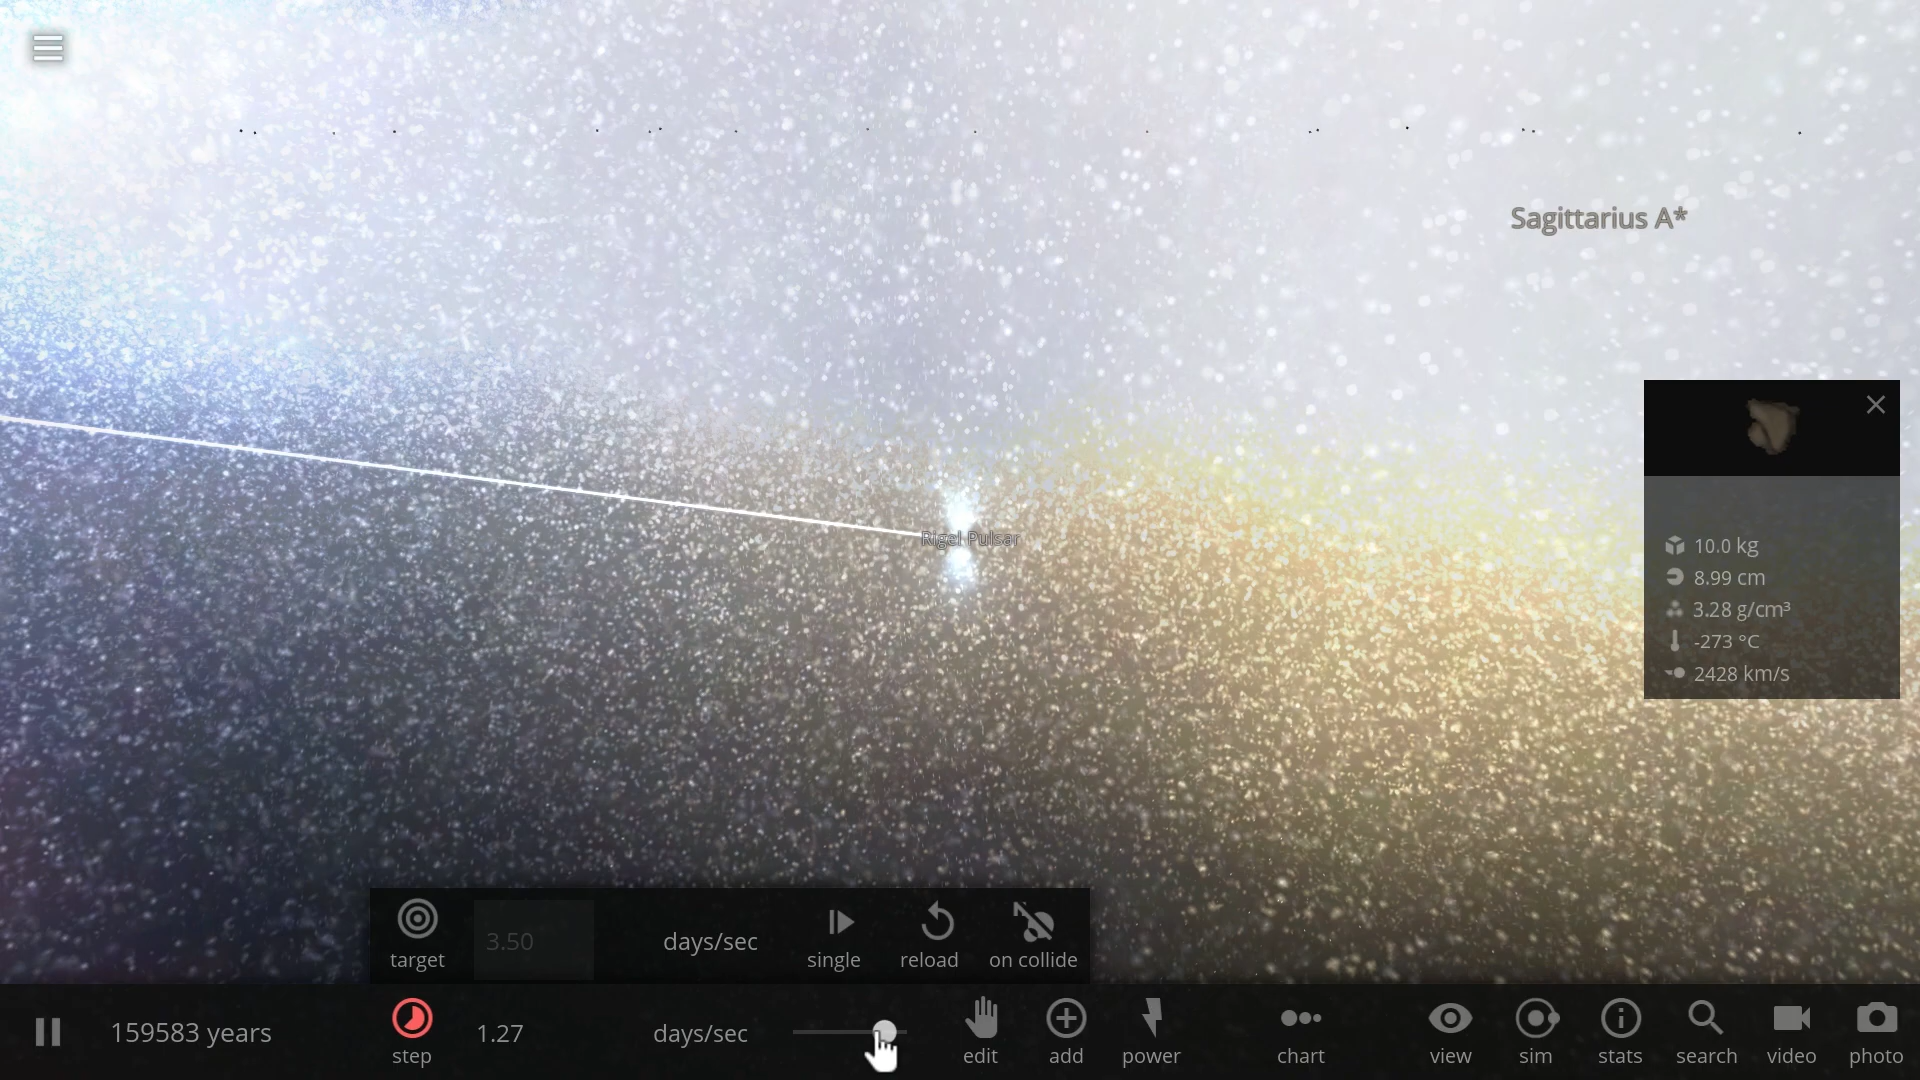 Sagittarius A*
Rigel Pulsar
10.0 kg
8.99 cm
3.28 g/cm³
-273 °C
2428 km/s
target
3.50
days/sec
single
reload
on collide
159583 years
step
1.27
days/sec
edit
add
power
chart
view
sim
stats
search
video
photo